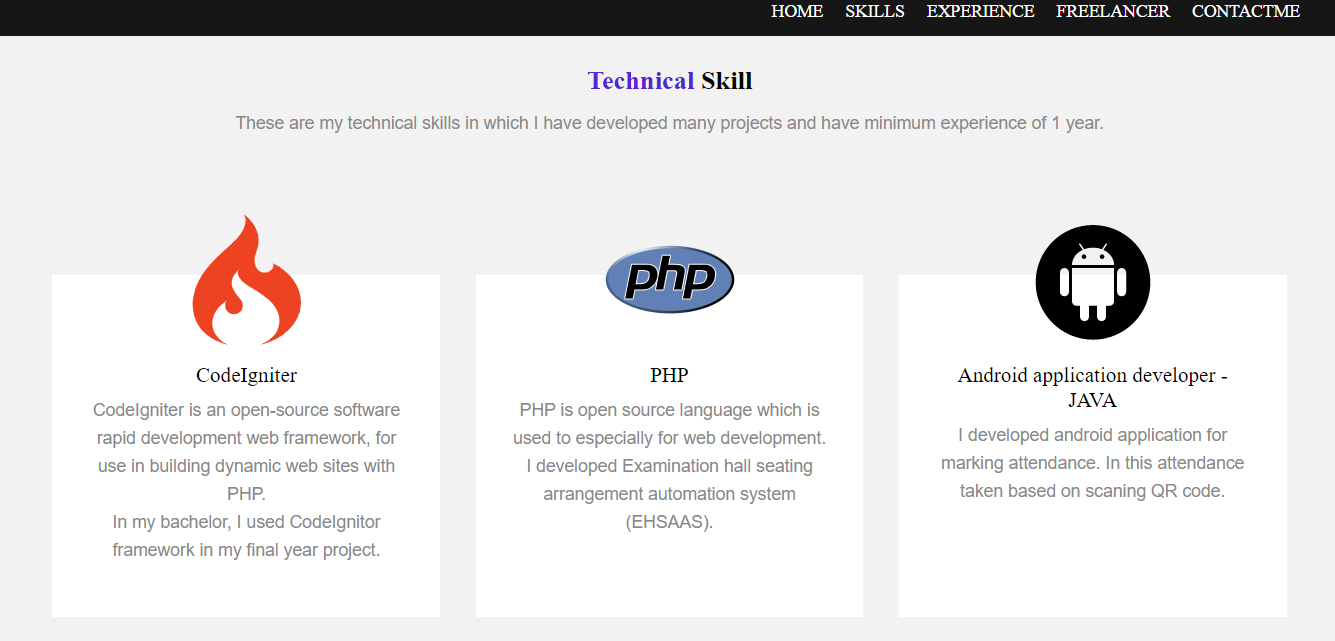 HOME SKILLS EXPERIENCE FREELANCER CONTACTME
Technical Skill
These are my technical skills in which I have developed many projects and have minimum experience of 1 year.
CodeIgniter
CodeIgniter is an open-source software
rapid development web framework, for
use in building dynamic web sites with
PHP.
In my bachelor, I used CodeIgnitor
framework in my final year project.
php
PHP
PHP is open source language which is
used to especially for web development.
I developed Examination hall seating
arrangement automation system
(EHSAAS).
Android application developer -
JAVA
I developed android application for
marking attendance. In this attendance
taken based on scaning QR code.